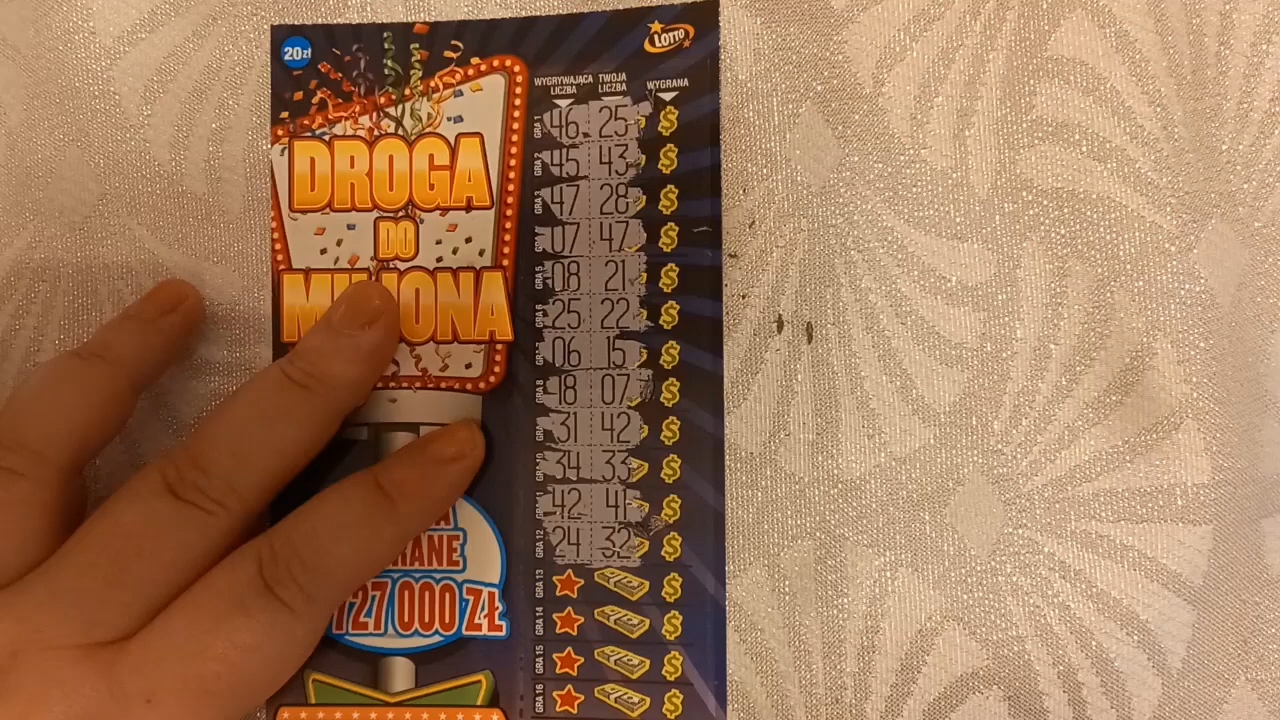 20zł
LOTTO
DROGA
DO
MILIONA
727 000 ZŁ
WYGRYWAJĄCA LICZBA
TWOJA LICZBA
WYGRANA
GRA 1 46 25 $
GRA 2 45 43 $
GRA 3 47 28 $
07 47 $
GRA 5 08 21 $
GRA 6 25 22 $
06 15 $
GRA 8 18 07 $
31 42 $
34 33 $
42 41 $
GRA 12 24 32 $
GRA 13 $
GRA 14 $
GRA 15 $
GRA 16 $